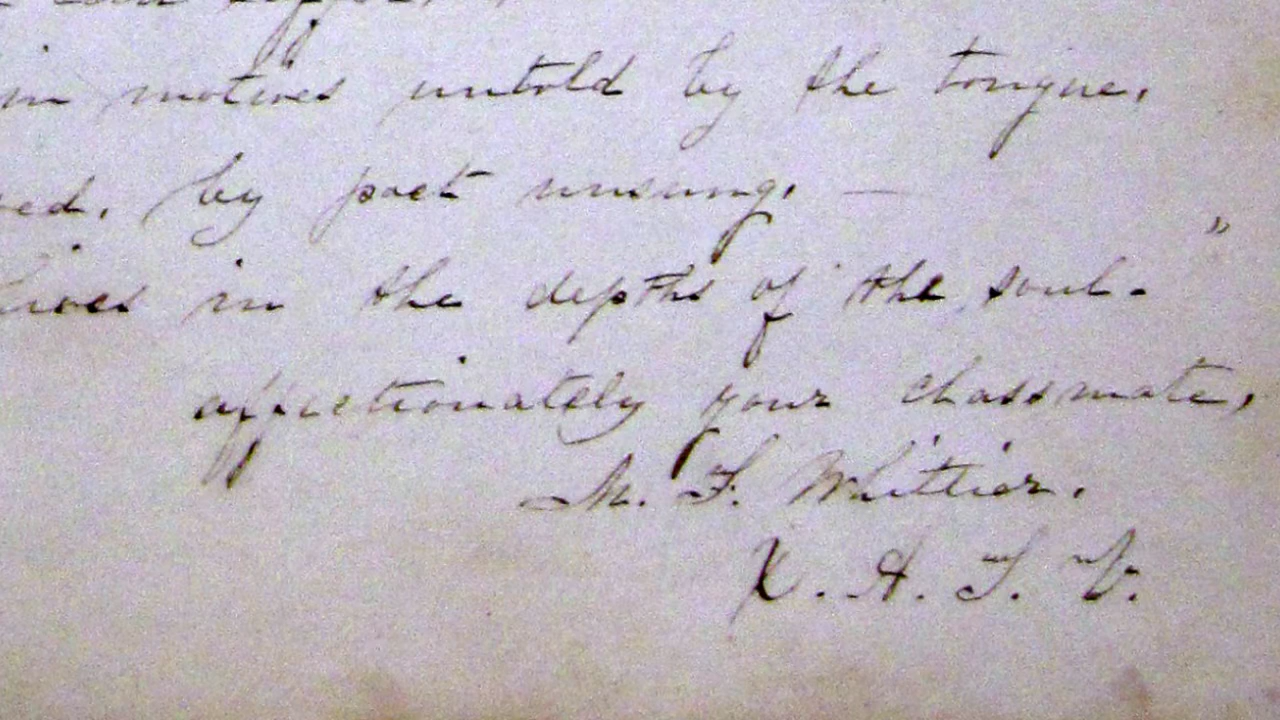 in motives untold by the tongue,
by poet unsung, —
lives in the depths of the soul."
affectionately your classmate,
M. F. Whittier.
X. A. T. V.